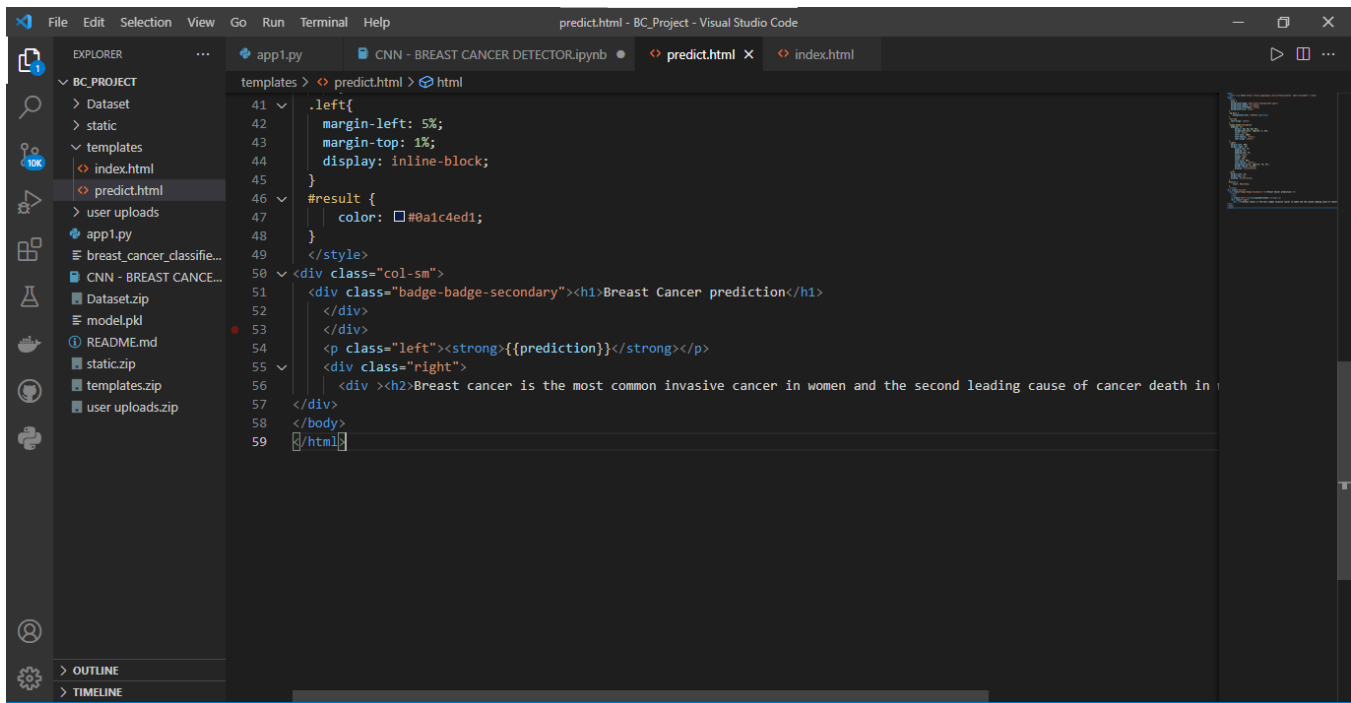 File Edit Selection View Go Run Terminal Help predict.html - BC_Project - Visual Studio Code
EXPLORER ...
app1.py CNN - BREAST CANCER DETECTOR.ipynb predict.html index.html
BC_PROJECT
Dataset
static
templates
index.html
predict.html
user uploads
app1.py
breast_cancer_classifie...
CNN - BREAST CANCE...
Dataset.zip
model.pkl
README.md
static.zip
templates.zip
user uploads.zip
OUTLINE
TIMELINE
1
10K
templates > predict.html > html
41 .left{
42 margin-left: 5%;
43 margin-top: 1%;
44 display: inline-block;
45 }
46 #result {
47 color: #0a1c4ed1;
48 }
49 </style>
50 <div class="col-sm">
51 <div class="badge-badge-secondary"><h1>Breast Cancer prediction</h1>
52 </div>
53 </div>
54 <p class="left"><strong>{{prediction}}</strong></p>
55 <div class="right">
56 <div ><h2>Breast cancer is the most common invasive cancer in women and the second leading cause of cancer death in
57 </div>
58 </body>
59 </html>